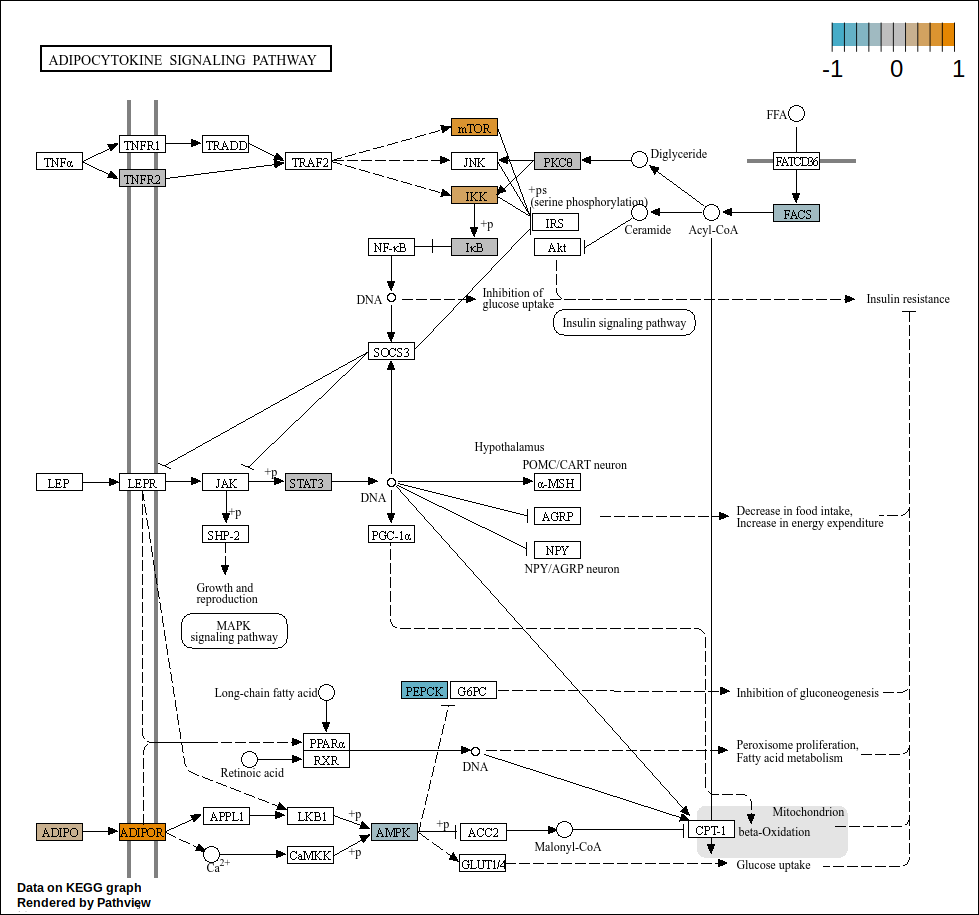 ADIPOCYTOKINE SIGNALING PATHWAY
-1 0 1
FFA
TNFR1
TRADD
mTOR
TNFα
TRAF2
JNK
PKCθ
Diglyceride
FATCD36
TNFR2
IKK
+ps
(serine phosphorylation)
FACS
+p
IRS
Ceramide
Acyl-CoA
NF-κB
IκB
Akt
DNA
Inhibition of
glucose uptake
Insulin resistance
Insulin signaling pathway
SOCS3
Hypothalamus
POMC/CART neuron
LEP
LEPR
JAK
+p
STAT3
DNA
α-MSH
+p
AGRP
Decrease in food intake,
Increase in energy expenditure
SHP-2
PGC-1α
NPY
NPY/AGRP neuron
Growth and
reproduction
MAPK
signaling pathway
Long-chain fatty acid
PEPCK
G6PC
Inhibition of gluconeogenesis
PPARα
RXR
Retinoic acid
DNA
Peroxisome proliferation,
Fatty acid metabolism
APPL1
LKB1
+p
Mitochondrion
ADIPO
ADIPOR
AMPK
+p
ACC2
CPT-1
beta-Oxidation
Malonyl-CoA
Ca2+
CaMKK
+p
GLUT1/4
Glucose uptake
Data on KEGG graph
Rendered by Pathview